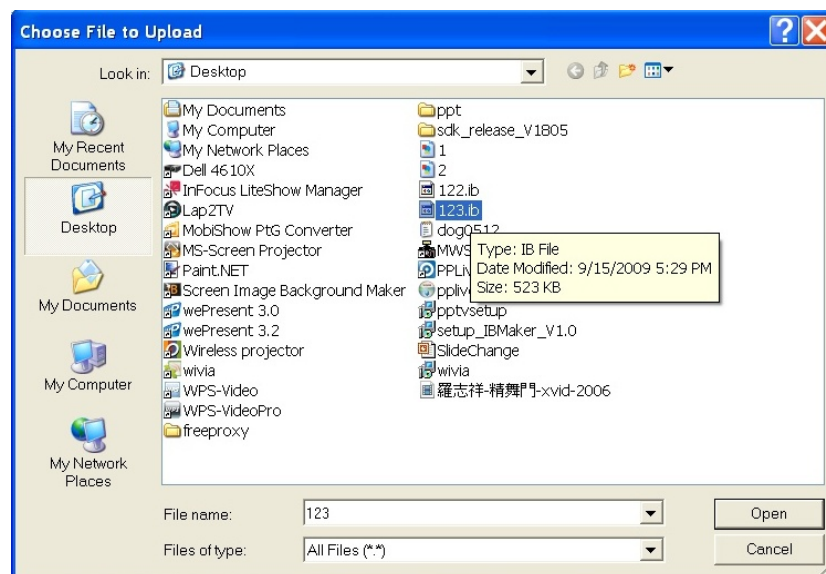 Choose File to Upload
Look in:
Desktop
My Recent
Documents
Desktop
My Documents
My Computer
My Network
Places
My Documents
My Computer
My Network Places
Dell 4610X
InFocus LiteShow Manager
Lap2TV
MobiShow PtG Converter
MS-Screen Projector
Paint.NET
Screen Image Background Maker
wePresent 3.0
wePresent 3.2
Wireless projector
wivia
WPS-Video
WPS-VideoPro
freeproxy
ppt
sdk_release_V1805
1
2
122.ib
123.ib
dog0512
MWS
PPLiv
pplive
pptvsetup
setup_IBMaker_V1.0
SlideChange
wivia
羅志祥-精舞門-xvid-2006
Type: IB File
Date Modified: 9/15/2009 5:29 PM
Size: 523 KB
File name:
123
Open
Files of type:
All Files (*.*)
Cancel